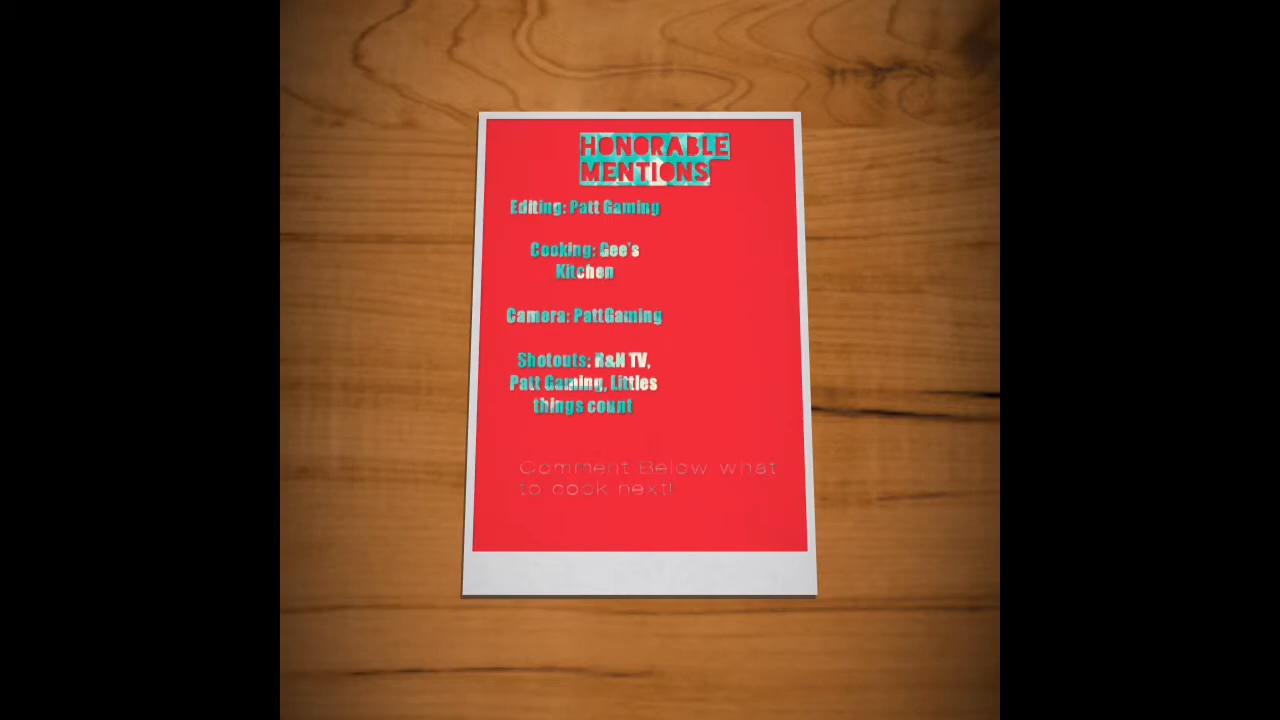 HONORABLE
MENTIONS
Editing: Patt Gaming
Cooking: Gee's
Kitchen
Camera: PattGaming
Shotouts: R&H TV,
Patt Gaming, Littles
things count
Comment Below what
to cook next!